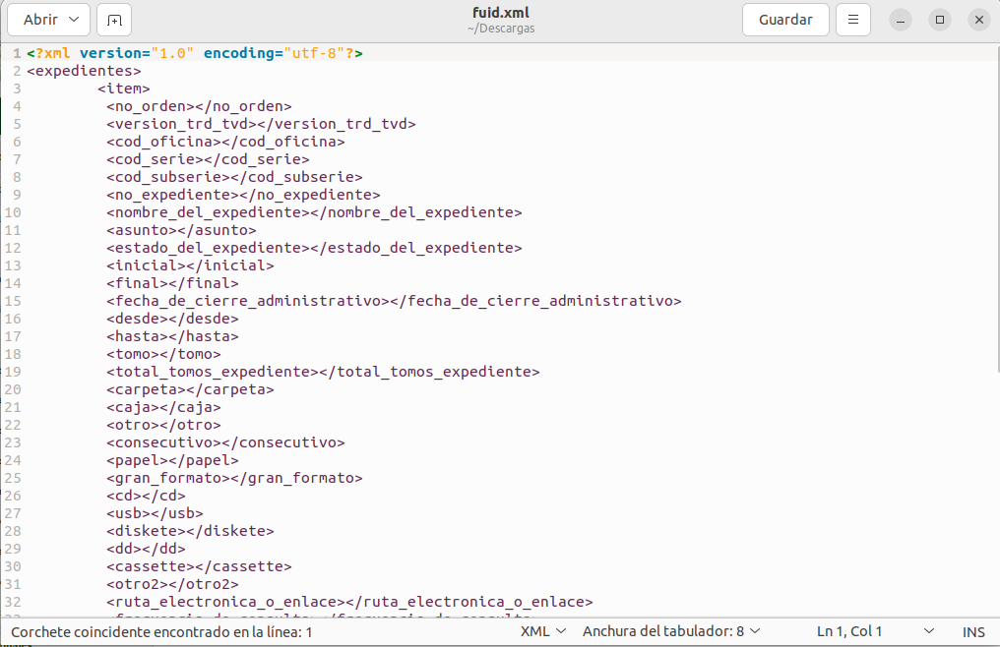 Abrir
fuid.xml
~/Descargas
Guardar
1 <?xml version="1.0" encoding="utf-8"?>
2 <expedientes>
3 <item>
4 <no_orden></no_orden>
5 <version_trd_tvd></version_trd_tvd>
6 <cod_oficina></cod_oficina>
7 <cod_serie></cod_serie>
8 <cod_subserie></cod_subserie>
9 <no_expediente></no_expediente>
10 <nombre_del_expediente></nombre_del_expediente>
11 <asunto></asunto>
12 <estado_del_expediente></estado_del_expediente>
13 <inicial></inicial>
14 <final></final>
15 <fecha_de_cierre_administrativo></fecha_de_cierre_administrativo>
16 <desde></desde>
17 <hasta></hasta>
18 <tomo></tomo>
19 <total_tomos_expediente></total_tomos_expediente>
20 <carpeta></carpeta>
21 <caja></caja>
22 <otro></otro>
23 <consecutivo></consecutivo>
24 <papel></papel>
25 <gran_formato></gran_formato>
26 <cd></cd>
27 <usb></usb>
28 <diskete></diskete>
29 <dd></dd>
30 <cassette></cassette>
31 <otro2></otro2>
32 <ruta_electronica_o_enlace></ruta_electronica_o_enlace>
Corchete coincidente encontrado en la línea: 1
XML
Anchura del tabulador: 8
Ln 1, Col 1
INS